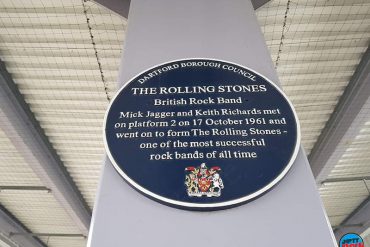 DARTFORD BOROUGH COUNCIL
THE ROLLING STONES
British Rock Band
Mick Jagger and Keith Richards met
on platform 2 on 17 October 1961 and
went on to form The Rolling Stones -
one of the most successful
rock bands of all time